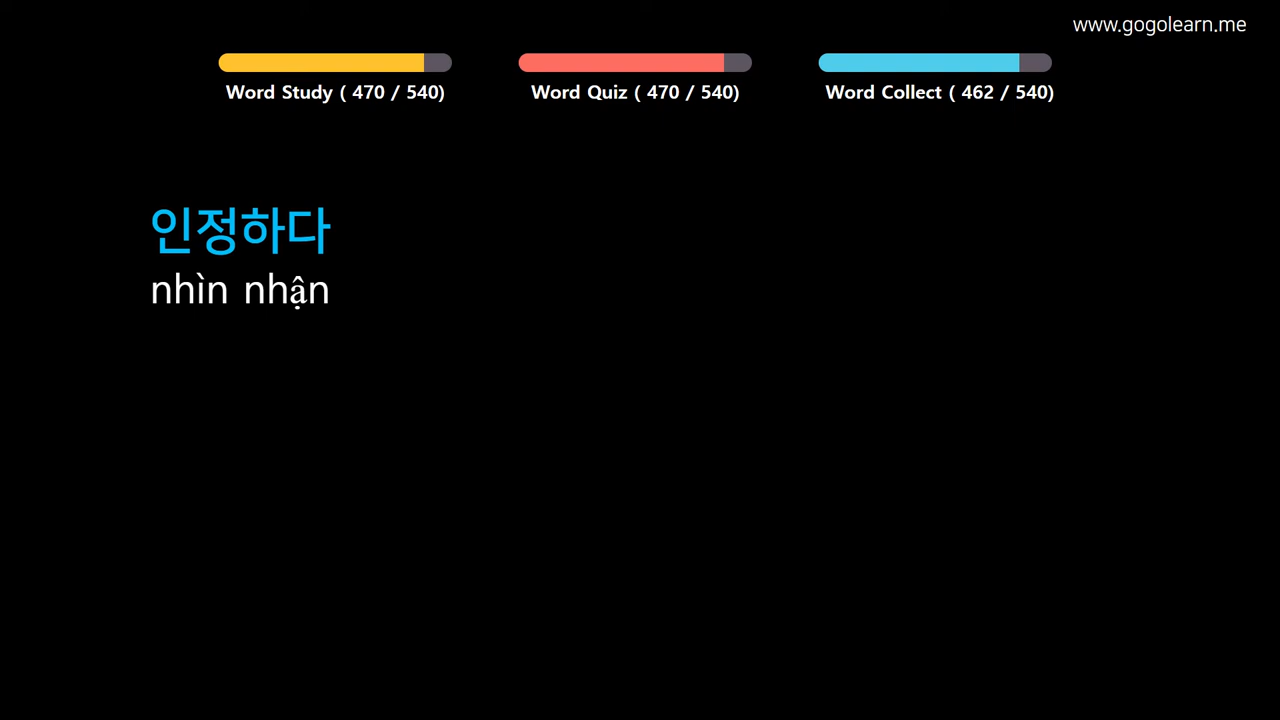 www.gogolearn.me
Word Study ( 470 / 540)
Word Quiz ( 470 / 540)
Word Collect ( 462 / 540)
인정하다
nhìn nhận